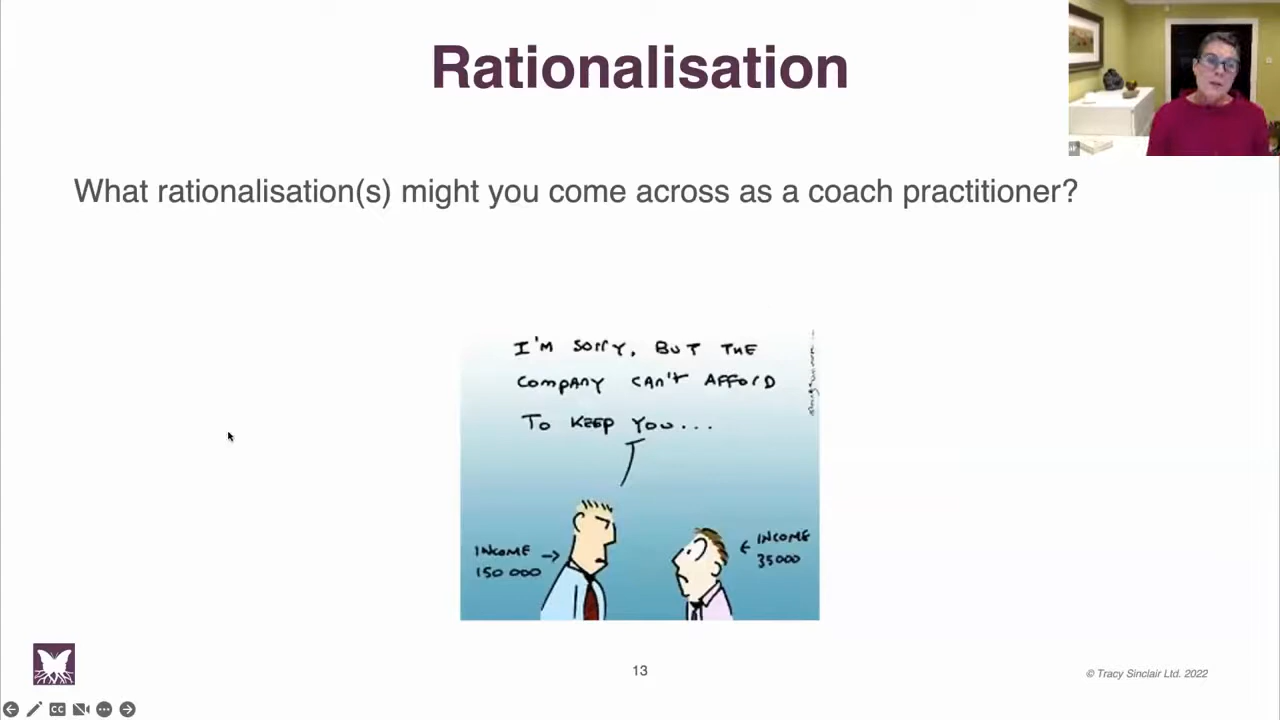 Rationalisation
What rationalisation(s) might you come across as a coach practitioner?
I'M SORRY, BUT THE
COMPANY CAN'T AFFORD
TO KEEP YOU...
INCOME
150 000
INCOME
35000
13
© Tracy Sinclair Ltd. 2022
CC